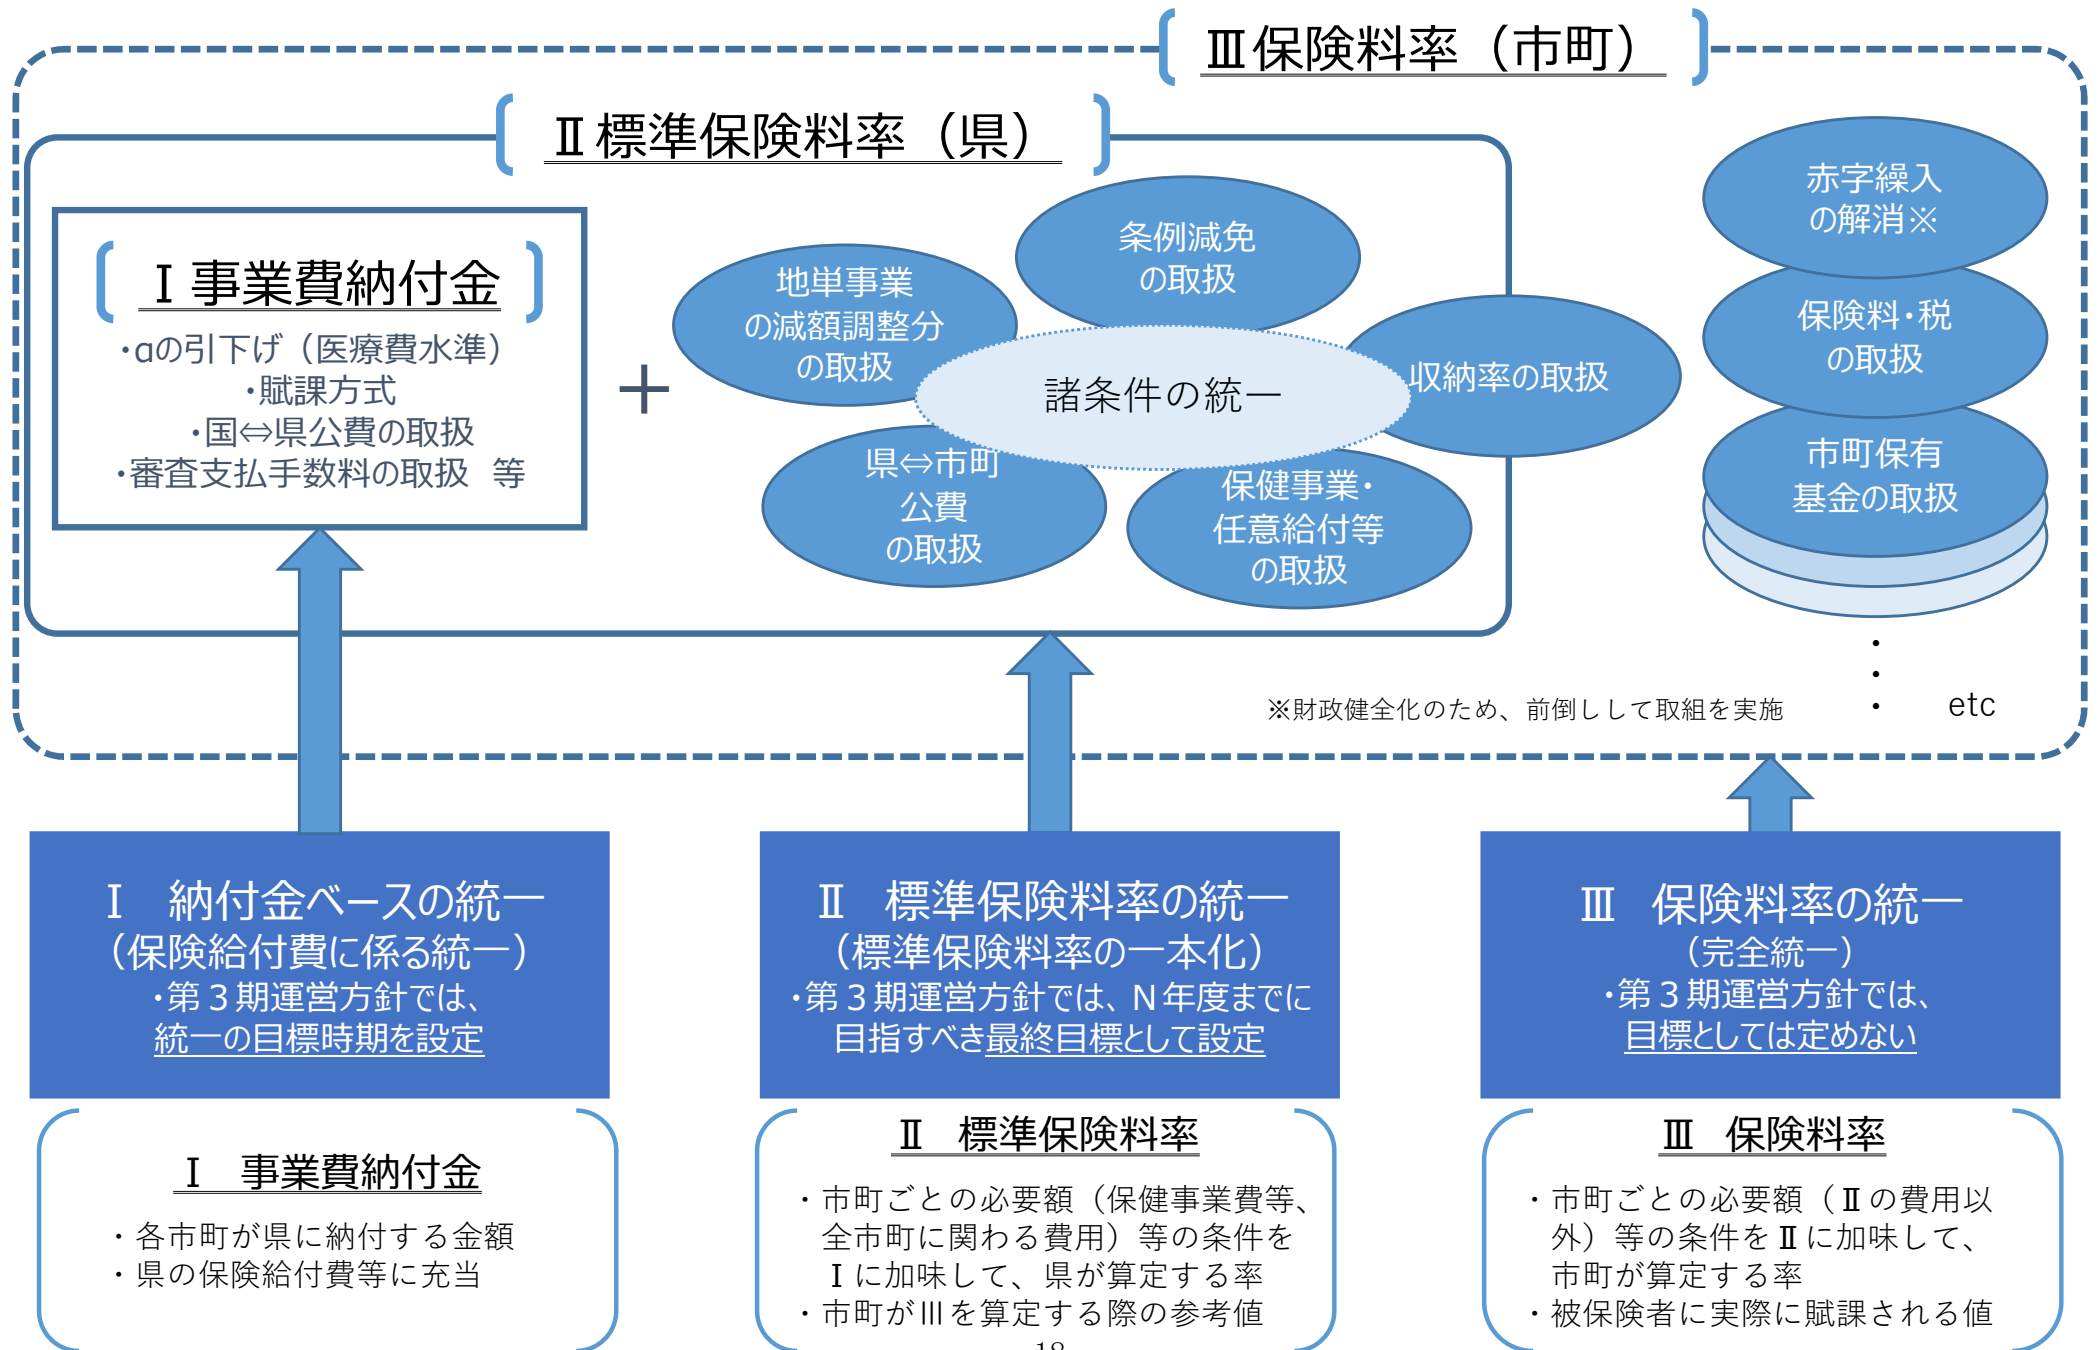 Ⅲ保険料率（市町）
Ⅱ標準保険料率（県）
Ⅰ事業費納付金
・αの引下げ（医療費水準）
・賦課方式
・国⇔県公費の取扱
・審査支払手数料の取扱　等
＋
地単事業
の減額調整分
の取扱
条例減免
の取扱
収納率の取扱
諸条件の統一
県⇔市町
公費
の取扱
保健事業・
任意給付等
の取扱
赤字繰入
の解消※
保険料・税
の取扱
市町保有
基金の取扱
・
・
・
etc
※財政健全化のため、前倒しして取組を実施
Ⅰ　納付金ベースの統一
（保険給付費に係る統一）
・第３期運営方針では、
統一の目標時期を設定
Ⅱ　標準保険料率の統一
（標準保険料率の一本化）
・第３期運営方針では、Ｎ年度までに
目指すべき最終目標として設定
Ⅲ　保険料率の統一
（完全統一）
・第３期運営方針では、
目標としては定めない
Ⅰ　事業費納付金
・各市町が県に納付する金額
・県の保険給付費等に充当
Ⅱ　標準保険料率
・市町ごとの必要額（保健事業費等、
全市町に関わる費用）等の条件を
Ⅰに加味して、県が算定する率
・市町がⅢを算定する際の参考値
Ⅲ　保険料率
・市町ごとの必要額（Ⅱの費用以
外）等の条件をⅡに加味して、
市町が算定する率
・被保険者に実際に賦課される値